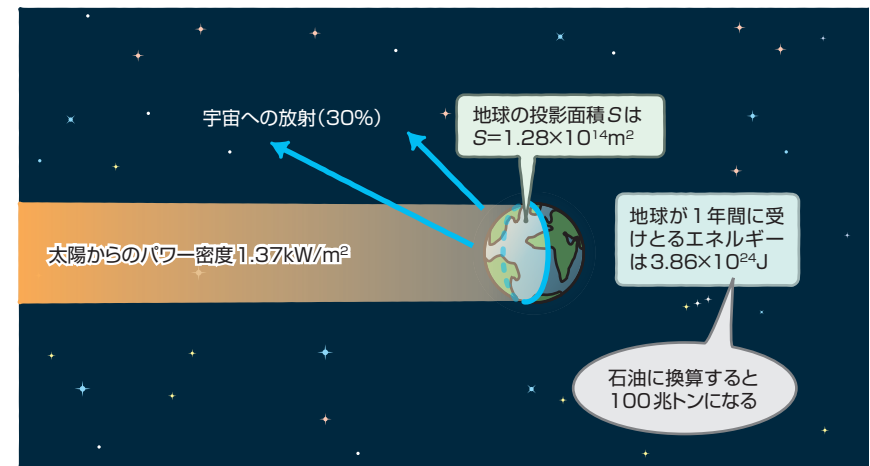 宇宙への放射(30%)
地球の投影面積Sは
S=1.28×10¹⁴m²
太陽からのパワー密度1.37kW/m²
地球が1年間に受
けとるエネルギー
は3.86×10²⁴J
石油に換算すると
100兆トンになる